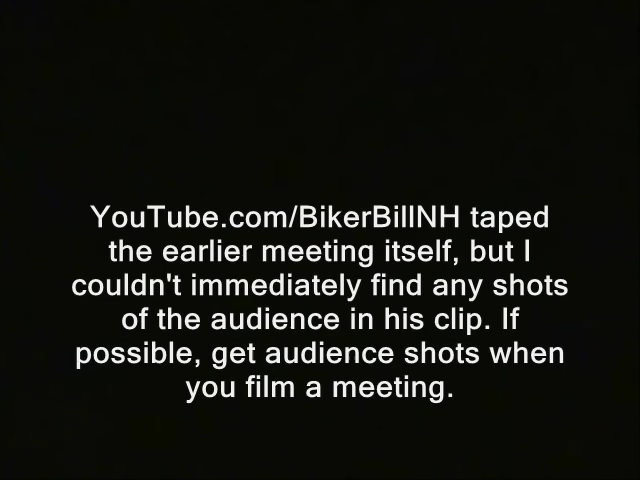 YouTube.com/BikerBillNH taped
the earlier meeting itself, but I
couldn't immediately find any shots
of the audience in his clip. If
possible, get audience shots when
you film a meeting.